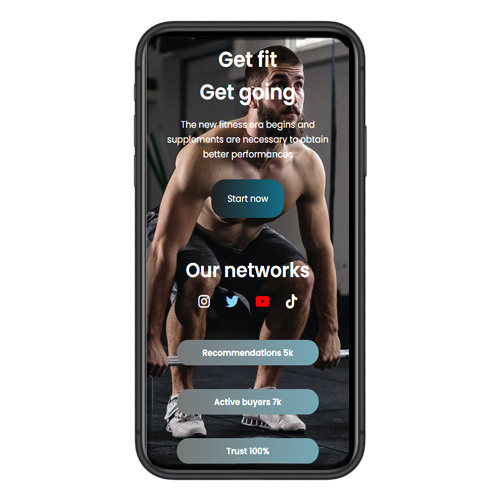 Get fit
Get going
The new fitness era begins and
supplements are necessary to obtain
better performances
Start now
Our networks
Recommendations 5k
Active buyers 7k
Trust 100%